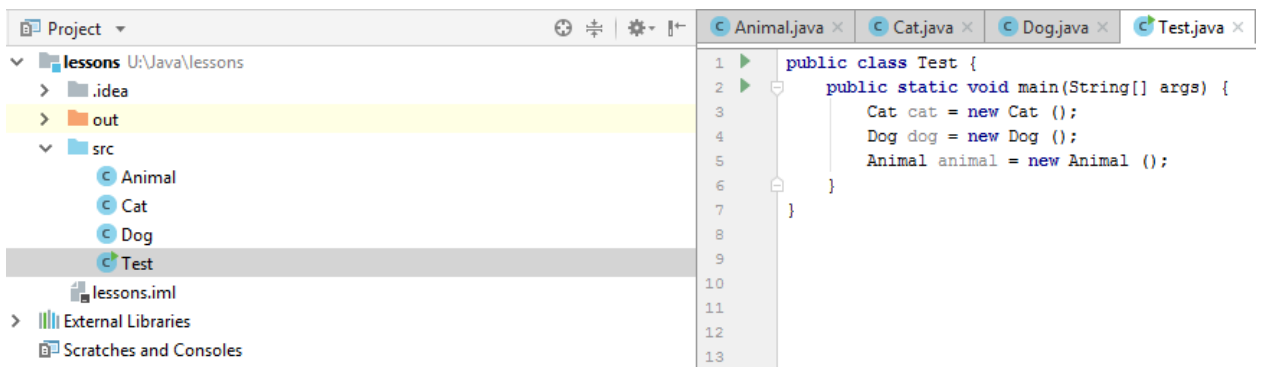 Project
lessons U:\Java\lessons
.idea
out
src
Animal
Cat
Dog
Test
lessons.iml
External Libraries
Scratches and Consoles
Animal.java Cat.java Dog.java Test.java
1 public class Test {
2 public static void main(String[] args) {
3 Cat cat = new Cat ();
4 Dog dog = new Dog ();
5 Animal animal = new Animal ();
6 }
7 }
8
9
10
11
12
13